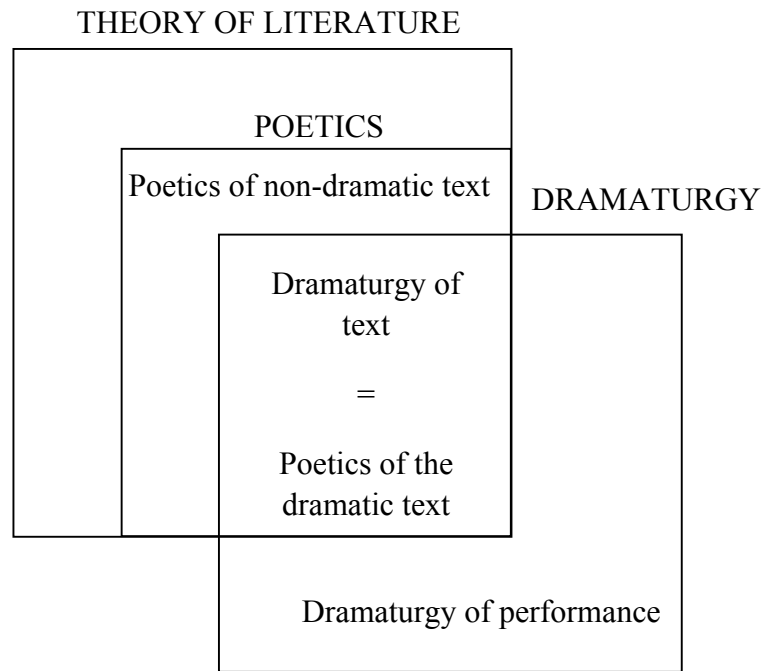 THEORY OF LITERATURE
POETICS
Poetics of non-dramatic text
DRAMATURGY
Dramaturgy of
text
=
Poetics of the
dramatic text
Dramaturgy of performance